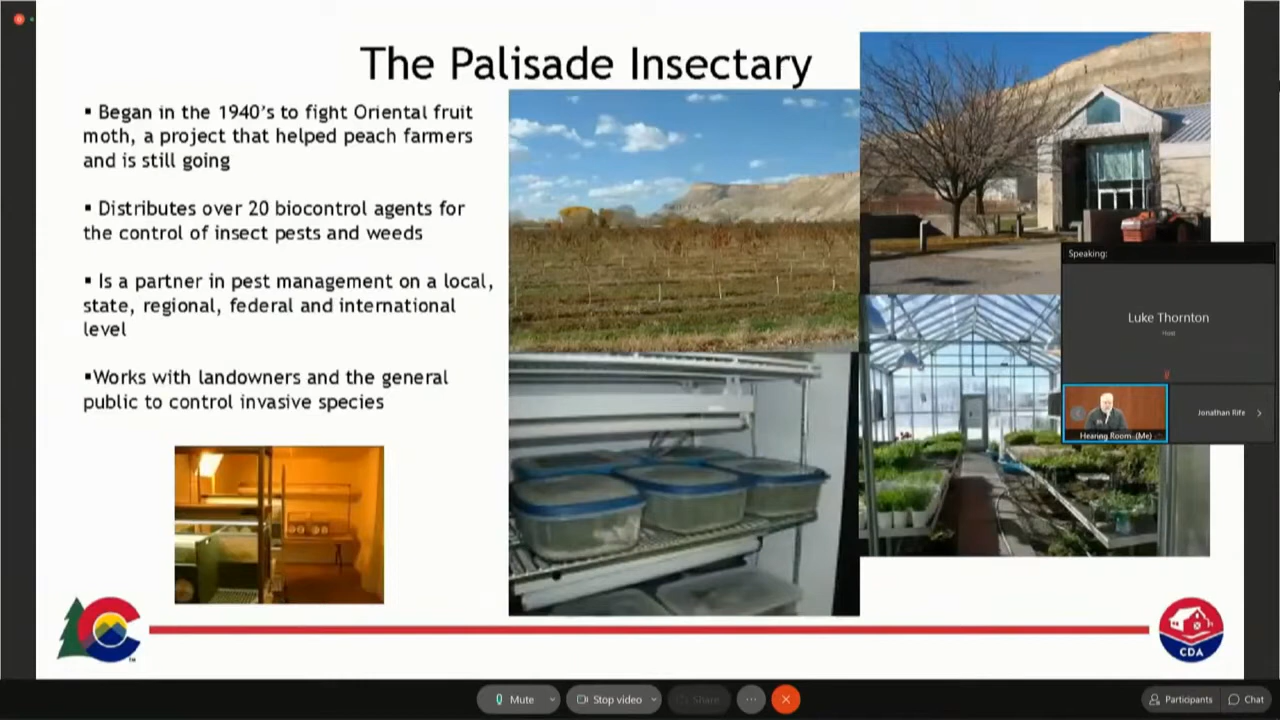 The Palisade Insectary
▪ Began in the 1940's to fight Oriental fruit
moth, a project that helped peach farmers
and is still going
▪ Distributes over 20 biocontrol agents for
the control of insect pests and weeds
▪ Is a partner in pest management on a local,
state, regional, federal and international
level
▪Works with landowners and the general
public to control invasive species
Speaking:
Luke Thornton
Host
Hearing Room (Me)
Jonathan Rife
CDA
Mute
Stop video
Share
Participants
Chat